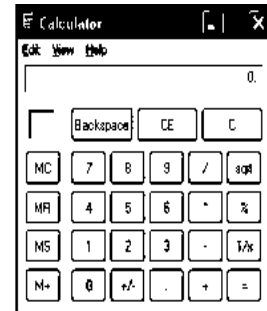 Calculator
Edit View Help
0.
Backspace CE C
MC 7 8 9 / sqrt
MR 4 5 6 * %
MS 1 2 3 - 1/x
M+ 0 +/- . + =